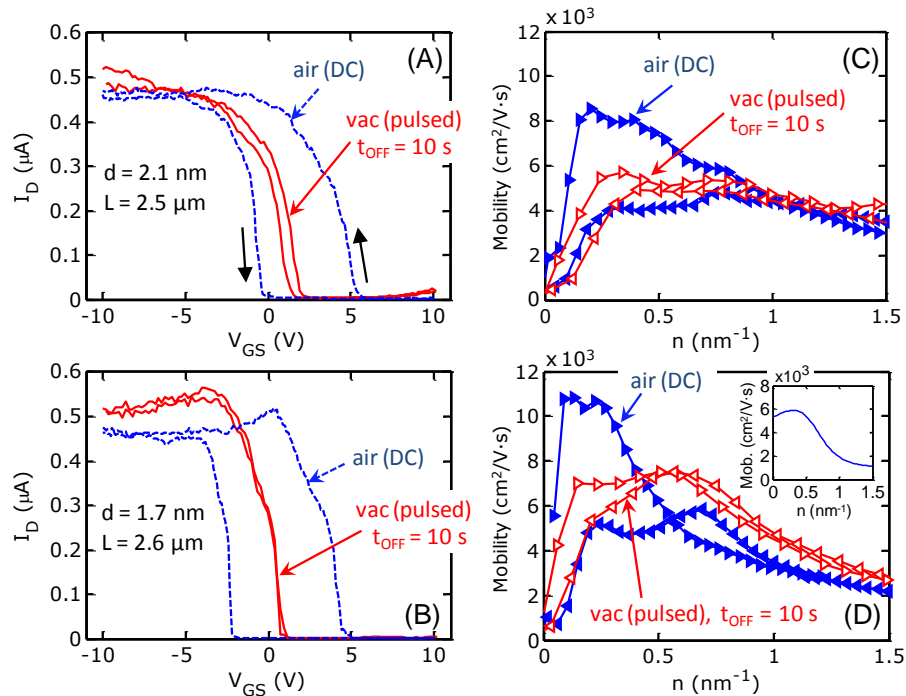 0.6
0.5
0.4
0.3
0.2
0.1
0
I_D (μA)
(A)
air (DC)
vac (pulsed)
t_OFF = 10 s
d = 2.1 nm
L = 2.5 μm
-10 -5 0 5 10
V_GS (V)
x 10³
12
10
8
6
4
2
0
Mobility (cm²/V·s)
(C)
air (DC)
vac (pulsed)
t_OFF = 10 s
0 0.5 1 1.5
n (nm⁻¹)
0.6
0.5
0.4
0.3
0.2
0.1
0
I_D (μA)
air (DC)
vac (pulsed)
t_OFF = 10 s
d = 1.7 nm
L = 2.6 μm
(B)
-10 -5 0 5 10
V_GS (V)
x 10³
12
10
8
6
4
2
0
Mobility (cm²/V·s)
air (DC)
x10³
8
6
4
2
0
Mob. (cm²/V·s)
0 0.5 1 1.5
n (nm⁻¹)
vac (pulsed), t_OFF = 10 s
(D)
0 0.5 1 1.5
n (nm⁻¹)